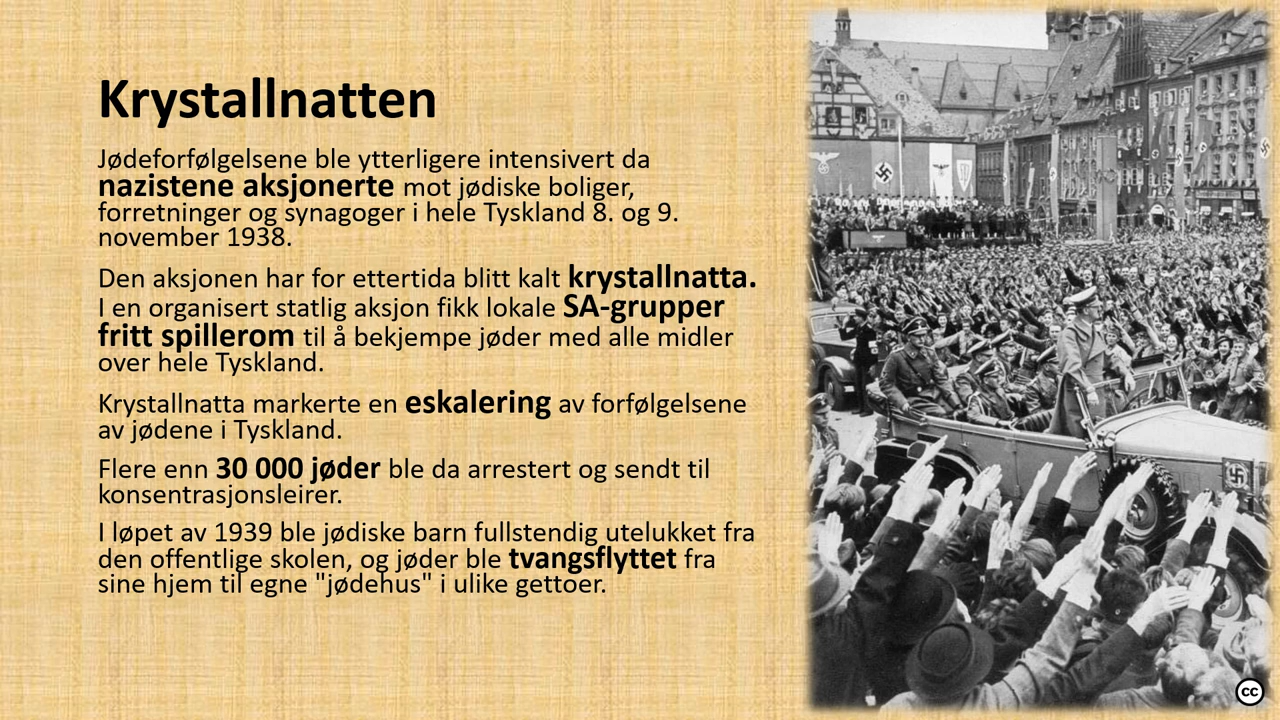 Krystallnatten
Jødeforfølgelsene ble ytterligere intensivert da
nazistene aksjonerte mot jødiske boliger,
forretninger og synagoger i hele Tyskland 8. og 9.
november 1938.
Den aksjonen har for ettertida blitt kalt krystallnatta.
I en organisert statlig aksjon fikk lokale SA-grupper
fritt spillerom til å bekjempe jøder med alle midler
over hele Tyskland.
Krystallnatta markerte en eskalering av forfølgelsene
av jødene i Tyskland.
Flere enn 30 000 jøder ble da arrestert og sendt til
konsentrasjonsleirer.
I løpet av 1939 ble jødiske barn fullstendig utelukket fra
den offentlige skolen, og jøder ble tvangsflyttet fra
sine hjem til egne "jødehus" i ulike gettoer.
cc